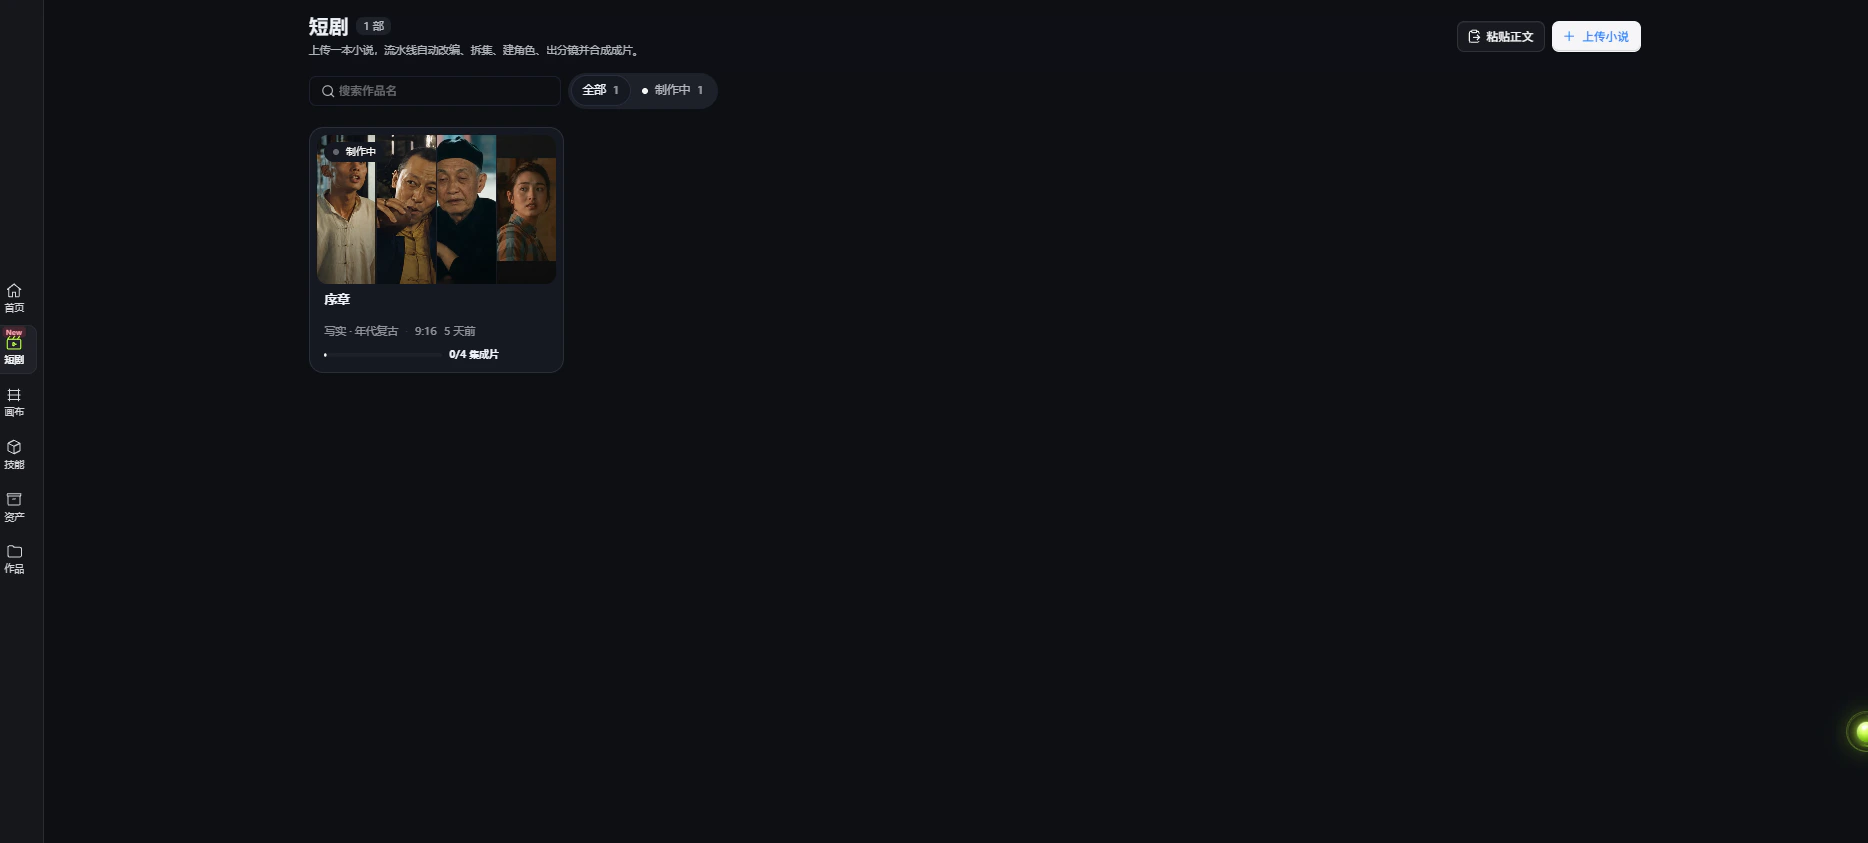 短剧 1 部
上传一本小说，流水线自动改编、拆集、建角色、出分镜并合成成片。
粘贴正文
上传小说
搜索作品名
全部 1
制作中 1
制作中
序章
写实 · 年代复古 9:16 5 天前
0/4 集成片
首页
New
短剧
画布
技能
资产
作品